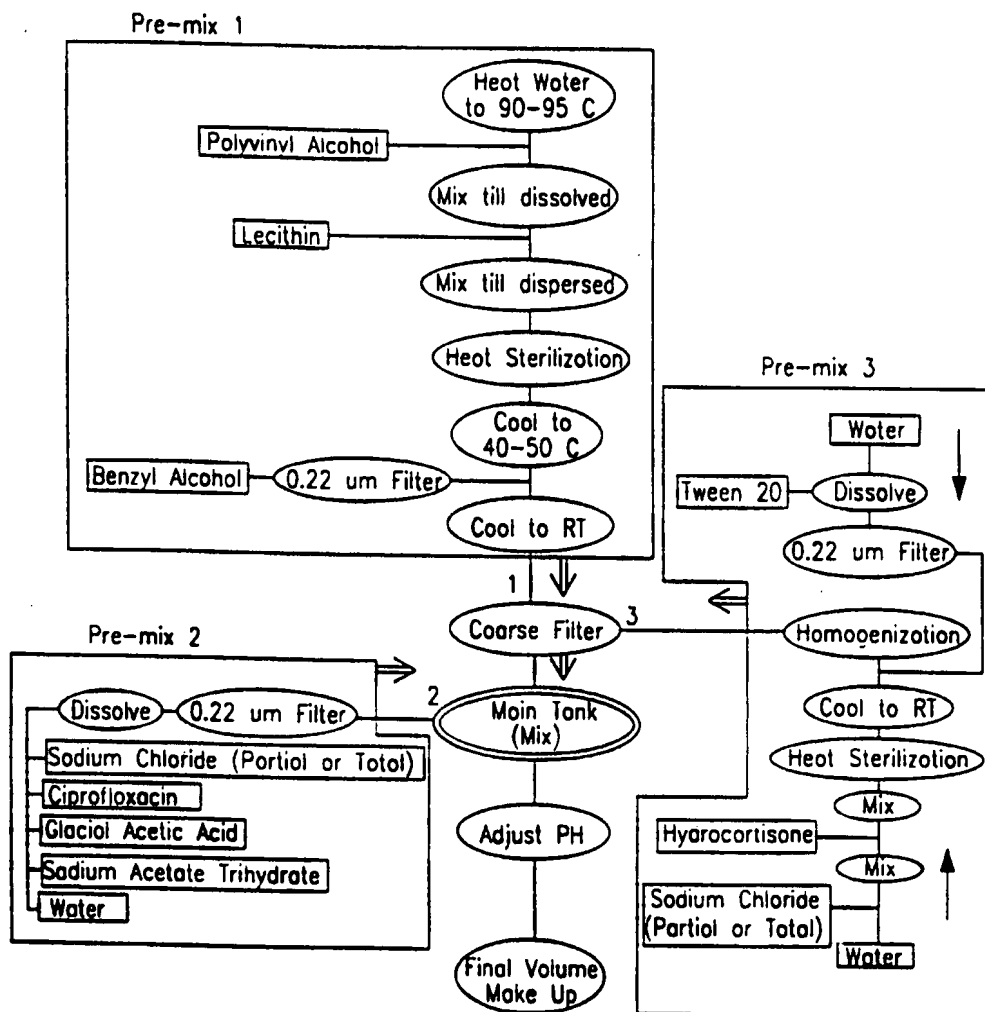 Pre-mix 1
Heot Woter
to 90-95 C
Polyvinyl Alcohol
Mix till dissolved
Lecithin
Mix till dispersed
Heot Sterilizotion
Cool to
40-50 C
Benzyl Alcohol
0.22 um Filter
Cool to RT
1
Coarse Filter
3
Pre-mix 2
2
Dissolve
0.22 um Filter
Moin Tank
(Mix)
Sodium Chloride (Partiol or Totol)
Ciprofloxacin
Glaciol Acetic Acid
Sadium Acetate Trihydrate
Water
Adjust PH
Final Volume
Make Up
Pre-mix 3
Woter
Tween 20
Dissolve
0.22 um Filter
Homogenizotion
Cool to RT
Heot Sterilizotion
Mix
Hyarocortisone
Mix
Sodium Chloride
(Partiol or Totol)
Water